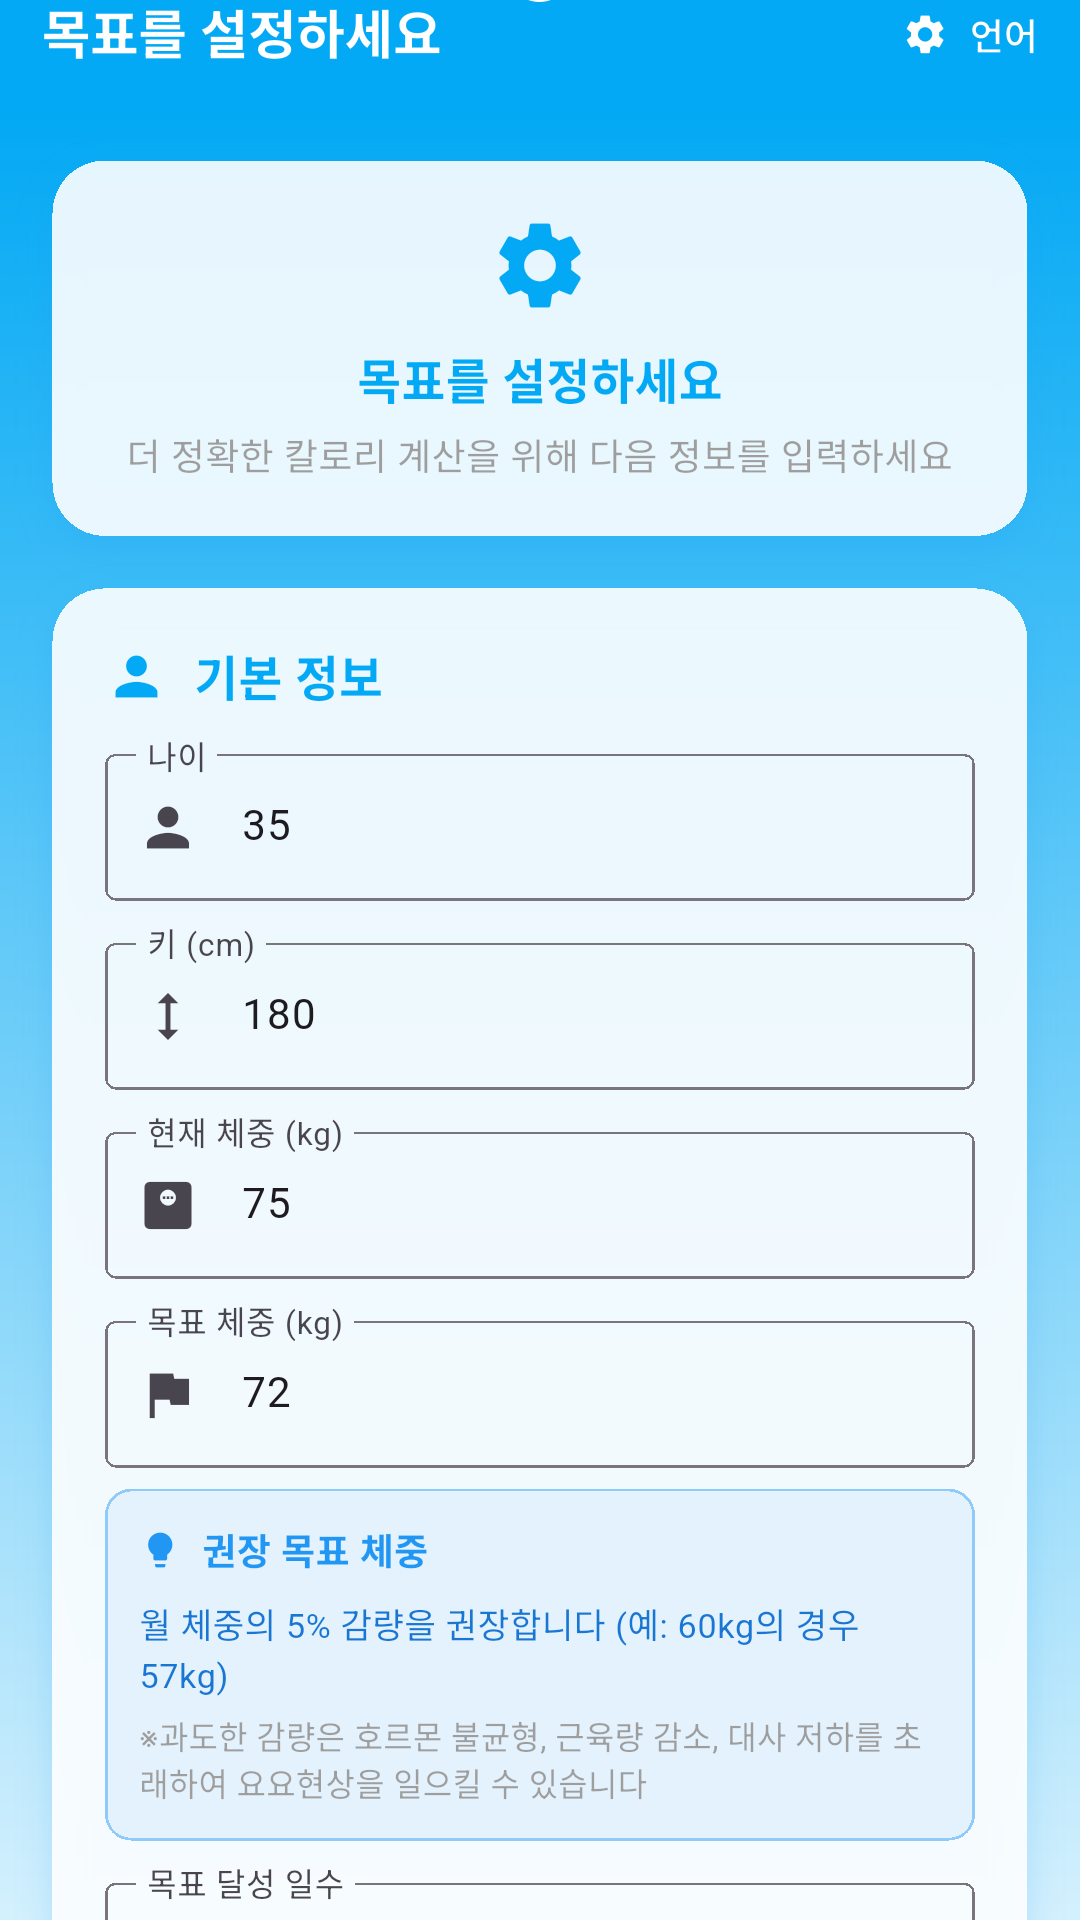 목표를 설정하세요
언어
목표를 설정하세요
더 정확한 칼로리 계산을 위해 다음 정보를 입력하세요
기본 정보
나이
35
키 (cm)
180
현재 체중 (kg)
75
목표 체중 (kg)
72
권장 목표 체중
월 체중의 5% 감량을 권장합니다 (예: 60kg의 경우
57kg)
※과도한 감량은 호르몬 불균형, 근육량 감소, 대사 저하를 초
래하여 요요현상을 일으킬 수 있습니다
목표 달성 일수